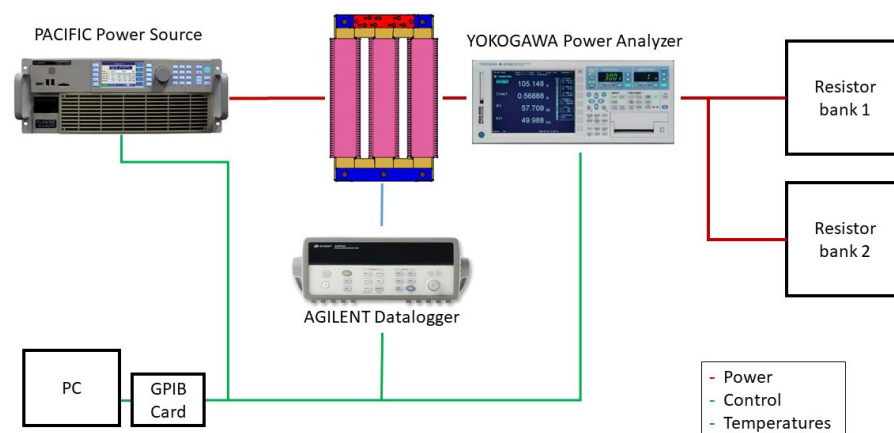 PACIFIC Power Source
YOKOGAWA Power Analyzer
105.148
0.56888
57.709
49.988
Resistor
bank 1
Resistor
bank 2
AGILENT Datalogger
PC
GPIB
Card
- Power
- Control
- Temperatures